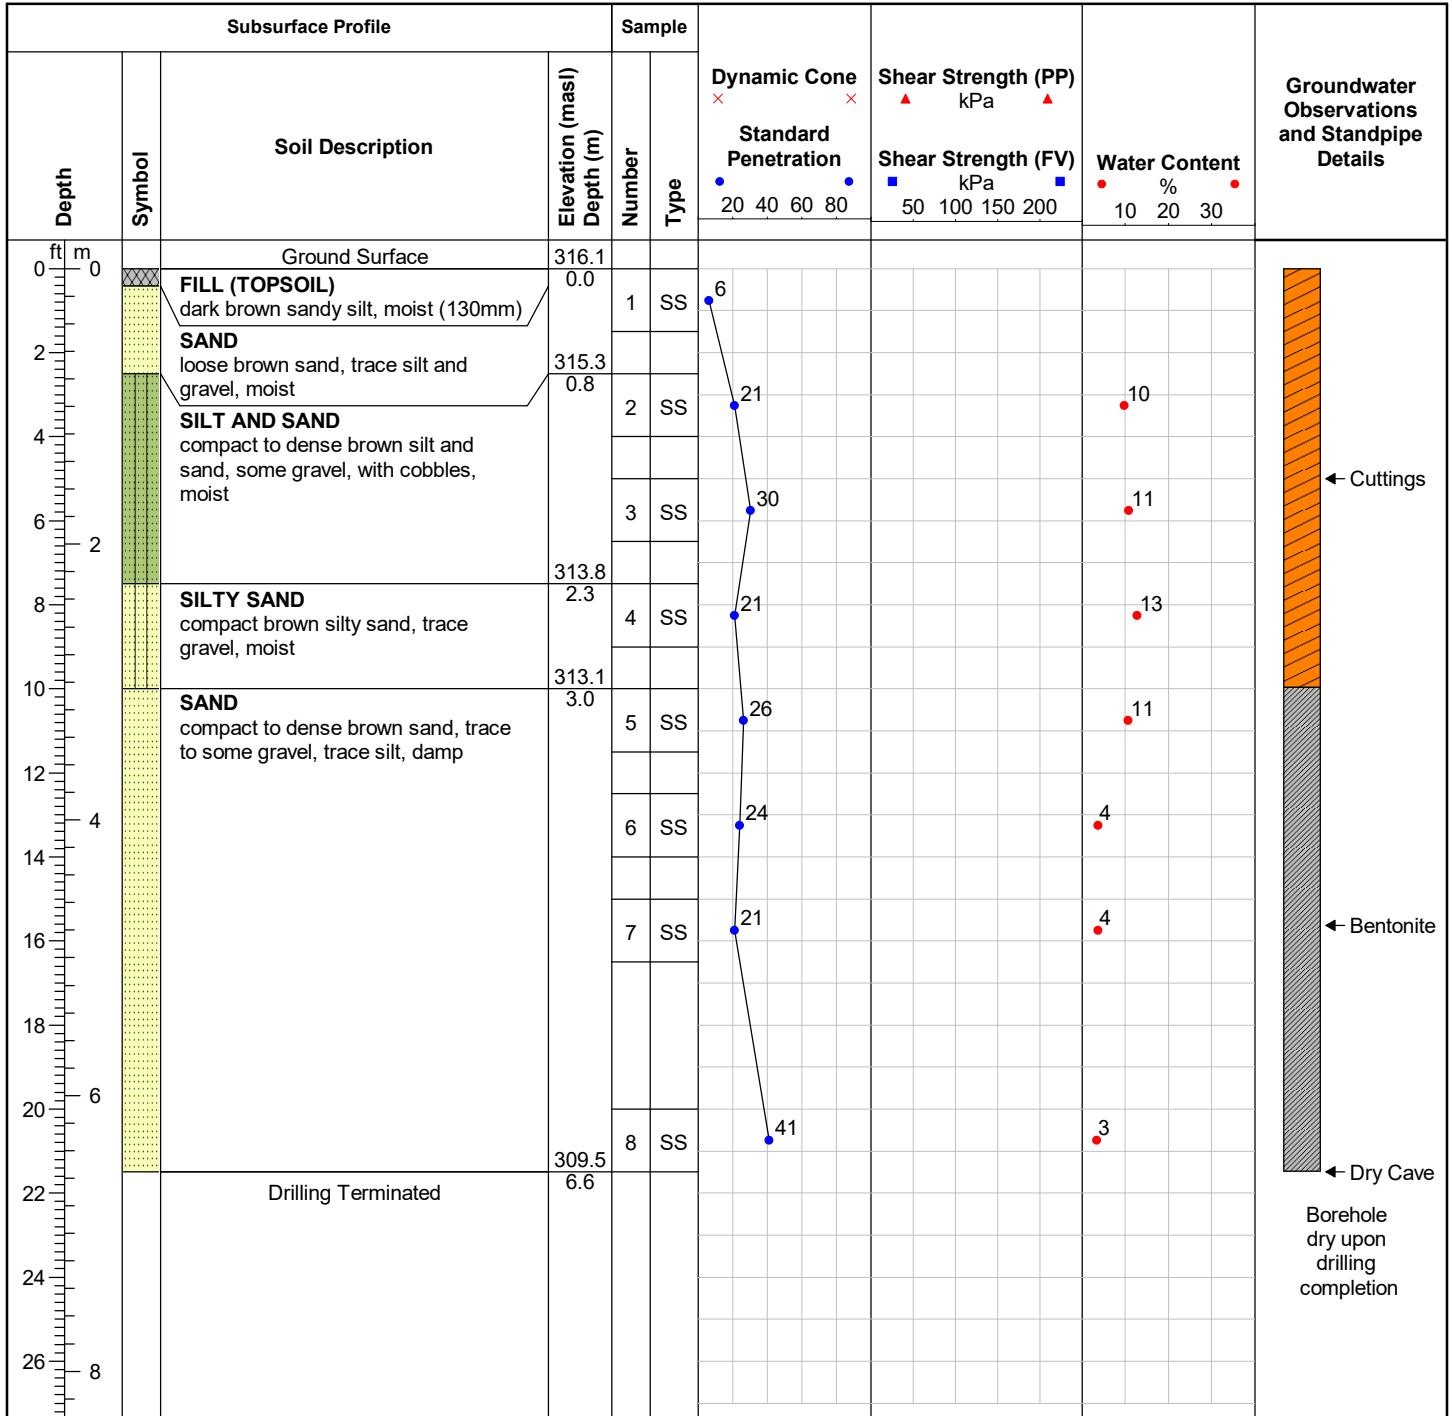 Subsurface Profile
Sample
Depth
Symbol
Soil Description
Elevation (masl)
Depth (m)
Number
Type
Dynamic Cone
Standard
Penetration
20 40 60 80
Shear Strength (PP)
kPa
Shear Strength (FV)
kPa
50 100 150 200
Water Content
%
10 20 30
Groundwater
Observations
and Standpipe
Details
ft m
Ground Surface
316.1
0 0
0.0
FILL (TOPSOIL)
dark brown sandy silt, moist (130mm)
1 SS
6
SAND
loose brown sand, trace silt and
gravel, moist
2
315.3
0.8
SILT AND SAND
compact to dense brown silt and
sand, some gravel, with cobbles,
moist
2 SS
21
10
4
Cuttings
3 SS
30
11
6
2
313.8
2.3
SILTY SAND
compact brown silty sand, trace
gravel, moist
8
4 SS
21
13
313.1
10
3.0
SAND
compact to dense brown sand, trace
to some gravel, trace silt, damp
5 SS
26
11
12
4
6 SS
24
4
14
7 SS
21
4
16
Bentonite
18
6
20
8 SS
41
3
309.5
6.6
Dry Cave
22
Drilling Terminated
Borehole
dry upon
drilling
completion
24
26
8